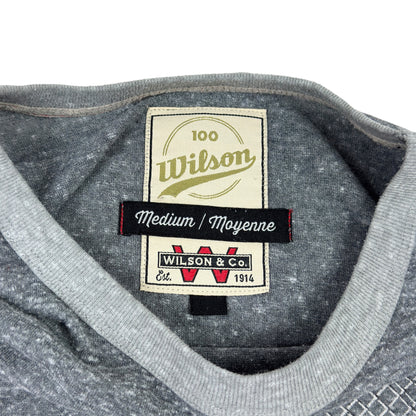 100
Wilson
Medium / Moyenne
W
WILSON & Co.
Est. 1914